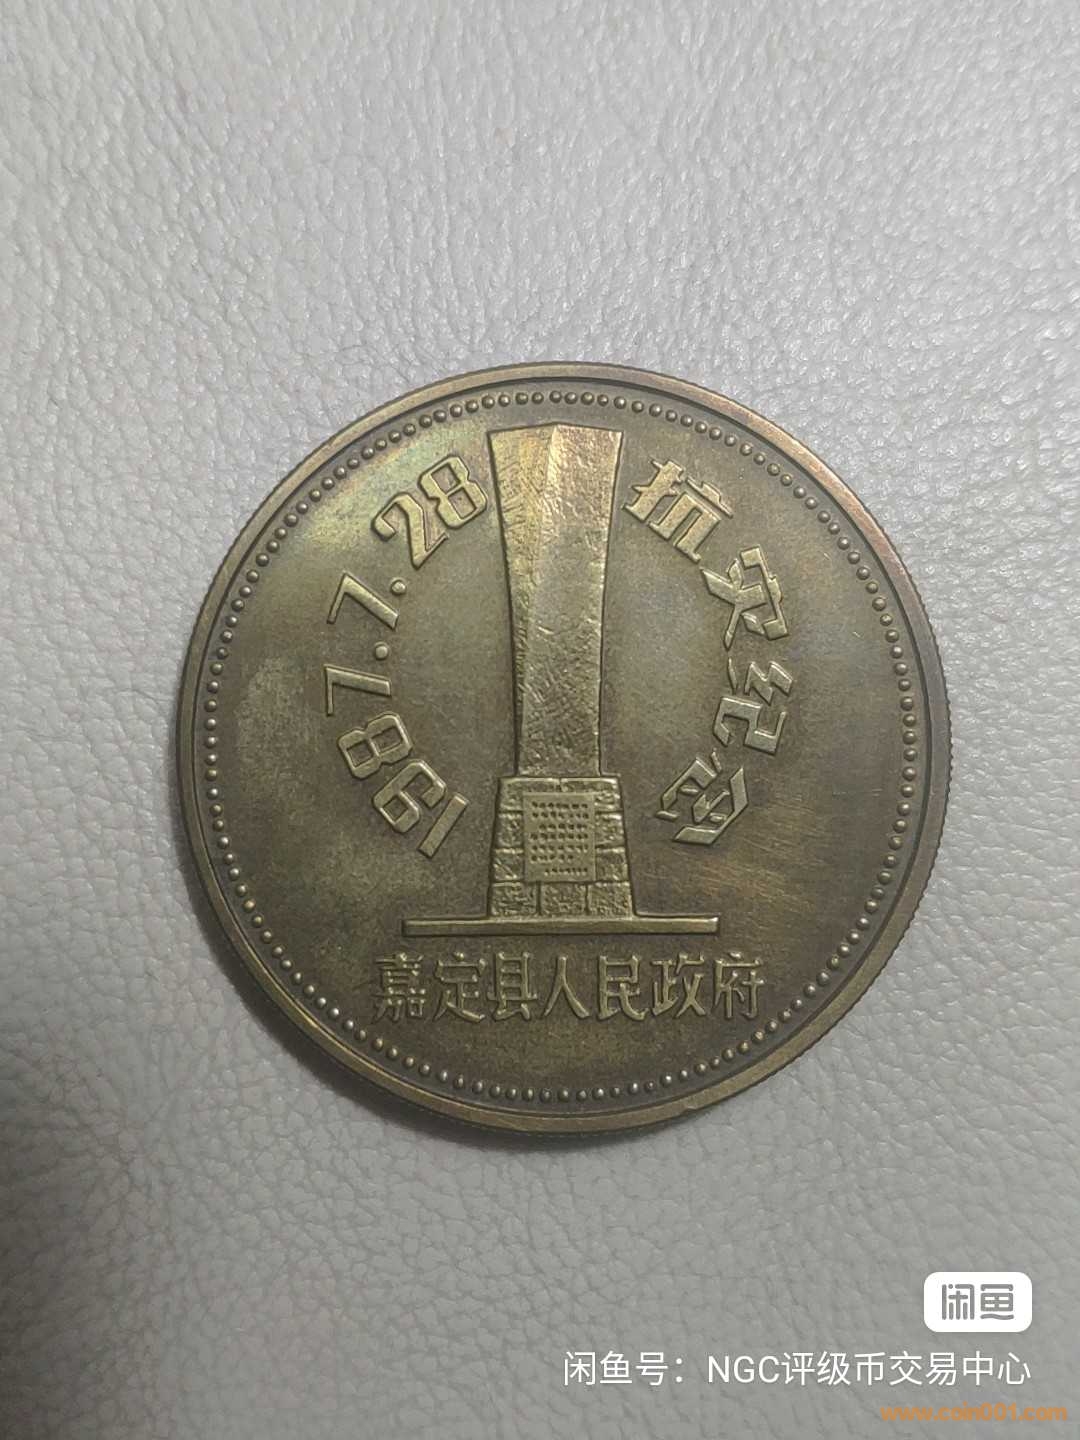 1987.7.28
抗灾纪念
嘉定县人民政府
闲鱼
闲鱼号：NGC评级币交易中心
www.coin001.com